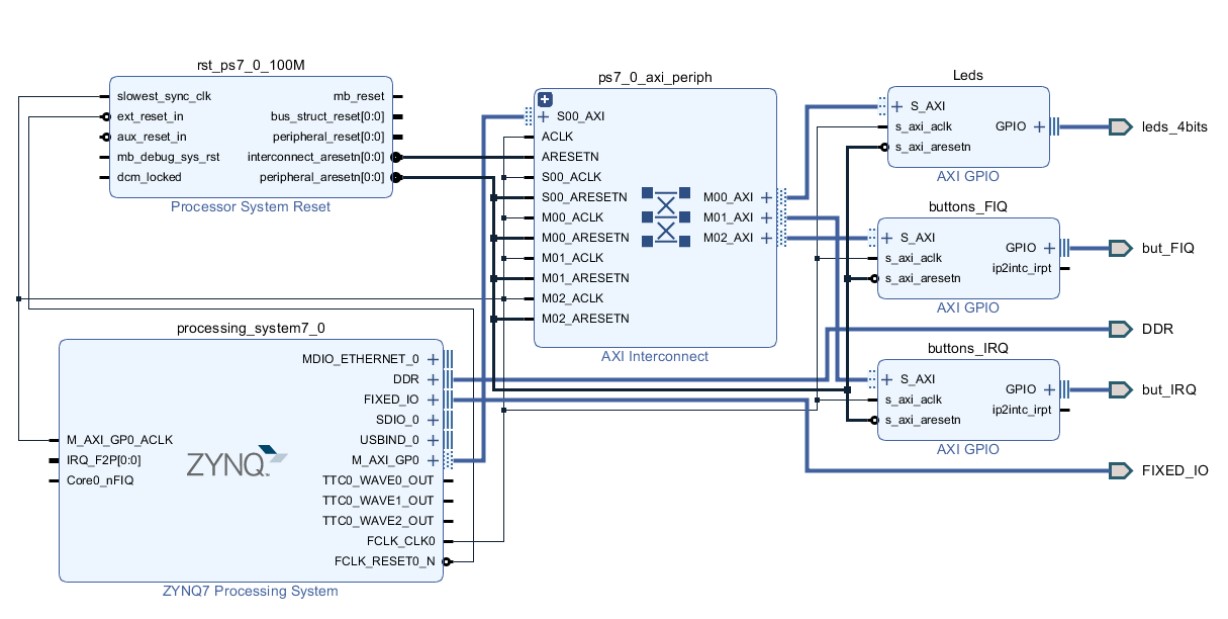 rst_ps7_0_100M
slowest_sync_clk
ext_reset_in
aux_reset_in
mb_debug_sys_rst
dcm_locked
mb_reset
bus_struct_reset[0:0]
peripheral_reset[0:0]
interconnect_aresetn[0:0]
peripheral_aresetn[0:0]
Processor System Reset
processing_system7_0
M_AXI_GP0_ACLK
IRQ_F2P[0:0]
Core0_nFIQ
ZYNQ
MDIO_ETHERNET_0
DDR
FIXED_IO
SDIO_0
USBIND_0
M_AXI_GP0
TTC0_WAVE0_OUT
TTC0_WAVE1_OUT
TTC0_WAVE2_OUT
FCLK_CLK0
FCLK_RESET0_N
ZYNQ7 Processing System
ps7_0_axi_periph
S00_AXI
ACLK
ARESETN
S00_ACLK
S00_ARESETN
M00_ACLK
M00_ARESETN
M01_ACLK
M01_ARESETN
M02_ACLK
M02_ARESETN
M00_AXI
M01_AXI
M02_AXI
AXI Interconnect
Leds
S_AXI
s_axi_aclk
s_axi_aresetn
GPIO
AXI GPIO
buttons_FIQ
S_AXI
s_axi_aclk
s_axi_aresetn
GPIO
ip2intc_irpt
AXI GPIO
buttons_IRQ
S_AXI
s_axi_aclk
s_axi_aresetn
GPIO
ip2intc_irpt
AXI GPIO
leds_4bits
but_FIQ
DDR
but_IRQ
FIXED_IO